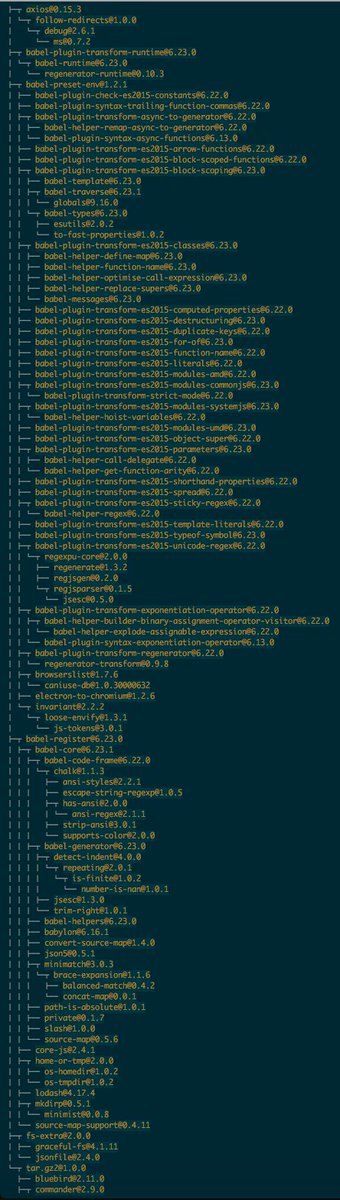 ├─┬ axios@0.15.3
│ └─┬ follow-redirects@1.0.0
│   └─┬ debug@2.6.1
│     └── ms@0.7.2
├─┬ babel-plugin-transform-runtime@6.23.0
│ └─┬ babel-runtime@6.23.0
│   └── regenerator-runtime@0.10.3
├─┬ babel-preset-env@1.2.1
│ ├── babel-plugin-check-es2015-constants@6.22.0
│ ├── babel-plugin-syntax-trailing-function-commas@6.22.0
│ ├─┬ babel-plugin-transform-async-to-generator@6.22.0
│ │ ├── babel-helper-remap-async-to-generator@6.22.0
│ │ └── babel-plugin-syntax-async-functions@6.13.0
│ ├── babel-plugin-transform-es2015-arrow-functions@6.22.0
│ ├── babel-plugin-transform-es2015-block-scoped-functions@6.22.0
│ ├─┬ babel-plugin-transform-es2015-block-scoping@6.23.0
│ │ ├── babel-template@6.23.0
│ │ ├─┬ babel-traverse@6.23.1
│ │ │ └── globals@9.16.0
│ │ └─┬ babel-types@6.23.0
│ │   ├── esutils@2.0.2
│ │   └── to-fast-properties@1.0.2
│ ├─┬ babel-plugin-transform-es2015-classes@6.23.0
│ │ ├── babel-helper-define-map@6.23.0
│ │ ├── babel-helper-function-name@6.23.0
│ │ ├── babel-helper-optimise-call-expression@6.23.0
│ │ ├── babel-helper-replace-supers@6.23.0
│ │ └── babel-messages@6.23.0
│ ├── babel-plugin-transform-es2015-computed-properties@6.22.0
│ ├── babel-plugin-transform-es2015-destructuring@6.23.0
│ ├── babel-plugin-transform-es2015-duplicate-keys@6.22.0
│ ├── babel-plugin-transform-es2015-for-of@6.23.0
│ ├── babel-plugin-transform-es2015-function-name@6.22.0
│ ├── babel-plugin-transform-es2015-literals@6.22.0
│ ├── babel-plugin-transform-es2015-modules-amd@6.22.0
│ ├─┬ babel-plugin-transform-es2015-modules-commonjs@6.23.0
│ │ └── babel-plugin-transform-strict-mode@6.22.0
│ ├─┬ babel-plugin-transform-es2015-modules-systemjs@6.23.0
│ │ └── babel-helper-hoist-variables@6.22.0
│ ├── babel-plugin-transform-es2015-modules-umd@6.23.0
│ ├── babel-plugin-transform-es2015-object-super@6.22.0
│ ├─┬ babel-plugin-transform-es2015-parameters@6.23.0
│ │ ├── babel-helper-call-delegate@6.22.0
│ │ └── babel-helper-get-function-arity@6.22.0
│ ├── babel-plugin-transform-es2015-shorthand-properties@6.22.0
│ ├── babel-plugin-transform-es2015-spread@6.22.0
│ ├─┬ babel-plugin-transform-es2015-sticky-regex@6.22.0
│ │ └── babel-helper-regex@6.22.0
│ ├── babel-plugin-transform-es2015-template-literals@6.22.0
│ ├── babel-plugin-transform-es2015-typeof-symbol@6.23.0
│ ├─┬ babel-plugin-transform-es2015-unicode-regex@6.22.0
│ │ └─┬ regexpu-core@2.0.0
│ │   ├── regenerate@1.3.2
│ │   ├── regjsgen@0.2.0
│ │   └─┬ regjsparser@0.1.5
│ │     └── jsesc@0.5.0
│ ├─┬ babel-plugin-transform-exponentiation-operator@6.22.0
│ │ ├─┬ babel-helper-builder-binary-assignment-operator-visitor@6.22.0
│ │ │ └── babel-helper-explode-assignable-expression@6.22.0
│ │ └── babel-plugin-syntax-exponentiation-operator@6.13.0
│ ├─┬ babel-plugin-transform-regenerator@6.22.0
│ │ └── regenerator-transform@0.9.8
│ ├─┬ browserslist@1.7.6
│ │ └── caniuse-db@1.0.30000632
│ ├── electron-to-chromium@1.2.6
│ └─┬ invariant@2.2.2
│   └─┬ loose-envify@1.3.1
│     └── js-tokens@3.0.1
├─┬ babel-register@6.23.0
│ ├─┬ babel-core@6.23.1
│ │ ├─┬ babel-code-frame@6.22.0
│ │ │ └─┬ chalk@1.1.3
│ │ │   ├── ansi-styles@2.2.1
│ │ │   ├── escape-string-regexp@1.0.5
│ │ │   ├─┬ has-ansi@2.0.0
│ │ │   │ └── ansi-regex@2.1.1
│ │ │   ├── strip-ansi@3.0.1
│ │ │   └── supports-color@2.0.0
│ │ ├─┬ babel-generator@6.23.0
│ │ │ ├─┬ detect-indent@4.0.0
│ │ │ │ └─┬ repeating@2.0.1
│ │ │ │   └─┬ is-finite@1.0.2
│ │ │ │     └── number-is-nan@1.0.1
│ │ │ ├── jsesc@1.3.0
│ │ │ └── trim-right@1.0.1
│ │ ├── babel-helpers@6.23.0
│ │ ├── babylon@6.16.1
│ │ ├── convert-source-map@1.4.0
│ │ ├── json5@0.5.1
│ │ ├─┬ minimatch@3.0.3
│ │ │ └─┬ brace-expansion@1.1.6
│ │ │   ├── balanced-match@0.4.2
│ │ │   └── concat-map@0.0.1
│ │ ├── path-is-absolute@1.0.1
│ │ ├── private@0.1.7
│ │ ├── slash@1.0.0
│ │ └── source-map@0.5.6
│ ├── core-js@2.4.1
│ ├─┬ home-or-tmp@2.0.0
│ │ ├── os-homedir@1.0.2
│ │ └── os-tmpdir@1.0.2
│ ├── lodash@4.17.4
│ ├─┬ mkdirp@0.5.1
│ │ └── minimist@0.0.8
│ └── source-map-support@0.4.11
├─┬ fs-extra@2.0.0
│ ├── graceful-fs@4.1.11
│ └── jsonfile@2.4.0
└─┬ tar.gz2@1.0.0
  ├── bluebird@2.11.0
  ├─┬ commander@2.9.0